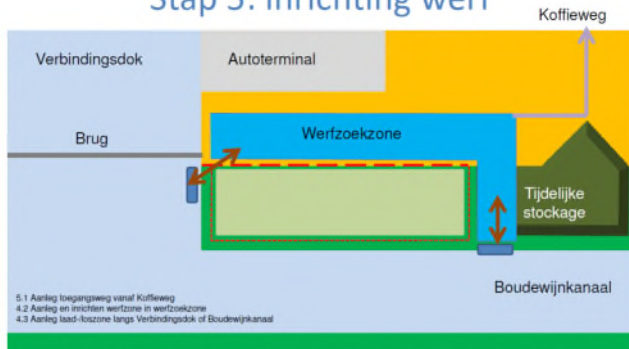 Stap 5: Inrichting werf
Koffieweg
Verbindingsdok
Autoterminal
Brug
Werfzoekzone
Tijdelijke
stockage
Boudewijnkanaal
5.1 Aanleg toegangsweg vanaf Koffieweg
4.2 Aanleg en inrichten werfzone in werfzoekzone
4.3 Aanleg laad-/loszone langs Verbindingsdok of Boudewijnkanaal